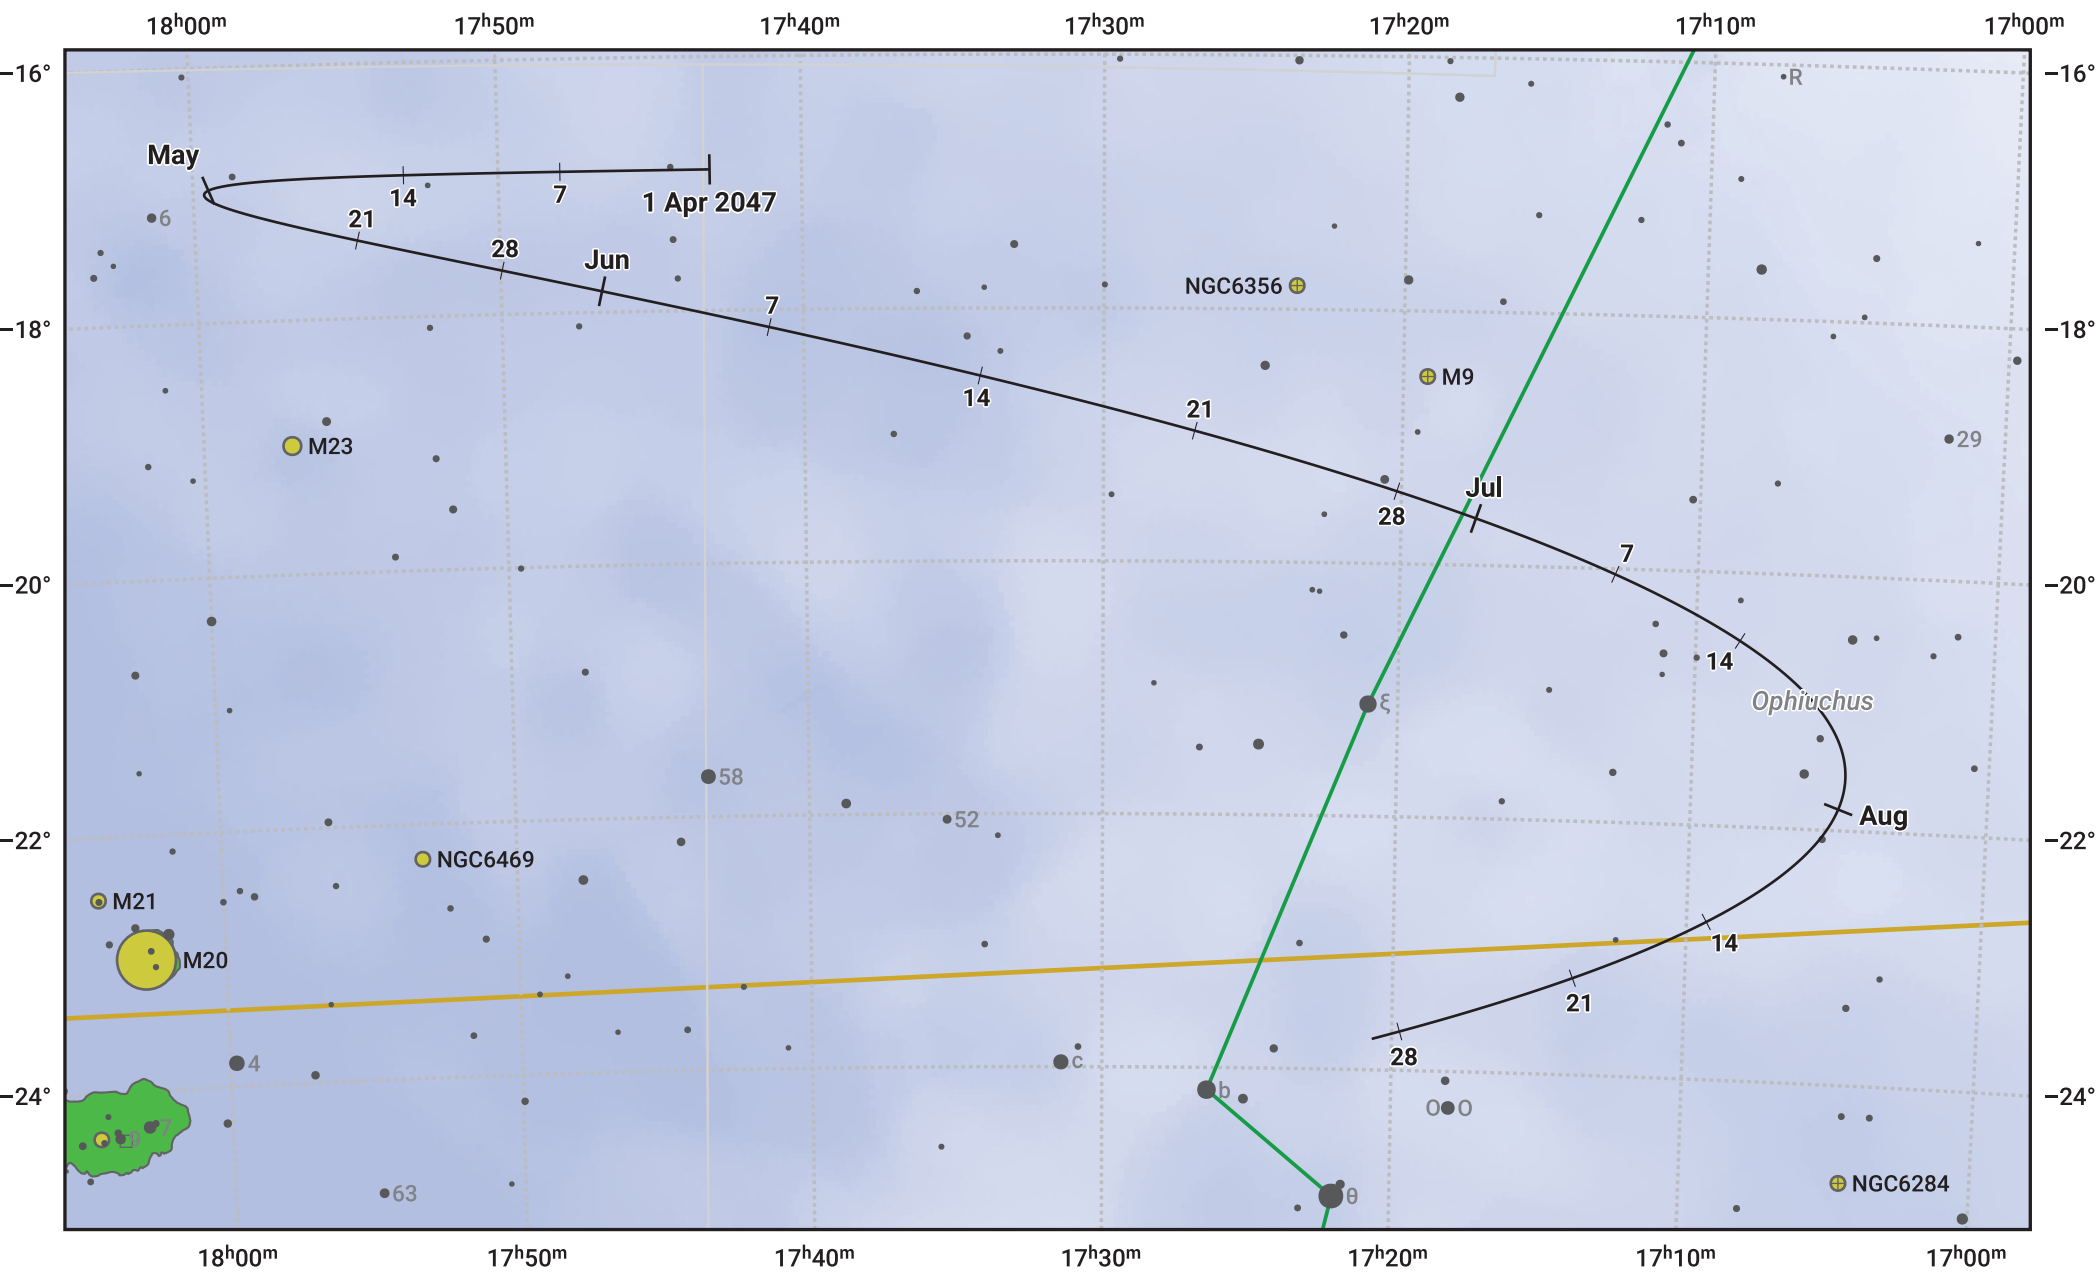 18ʰ00ᵐ 17ʰ50ᵐ 17ʰ40ᵐ 17ʰ30ᵐ 17ʰ20ᵐ 17ʰ10ᵐ 17ʰ00ᵐ
−16° −16°
R
May
14 7
1 Apr 2047
6
21
28
Jun
NGC6356
7
−18° −18°
M9
14
21
29
M23
Jul
28
7
−20° −20°
14
Ophiuchus
ξ
58
52
Aug
−22° −22°
NGC6469
M21
14
M20
21
28
4
c
b
−24° −24°
O O
9 7
NGC6284
63
θ
18ʰ00ᵐ 17ʰ50ᵐ 17ʰ40ᵐ 17ʰ30ᵐ 17ʰ20ᵐ 17ʰ10ᵐ 17ʰ00ᵐ